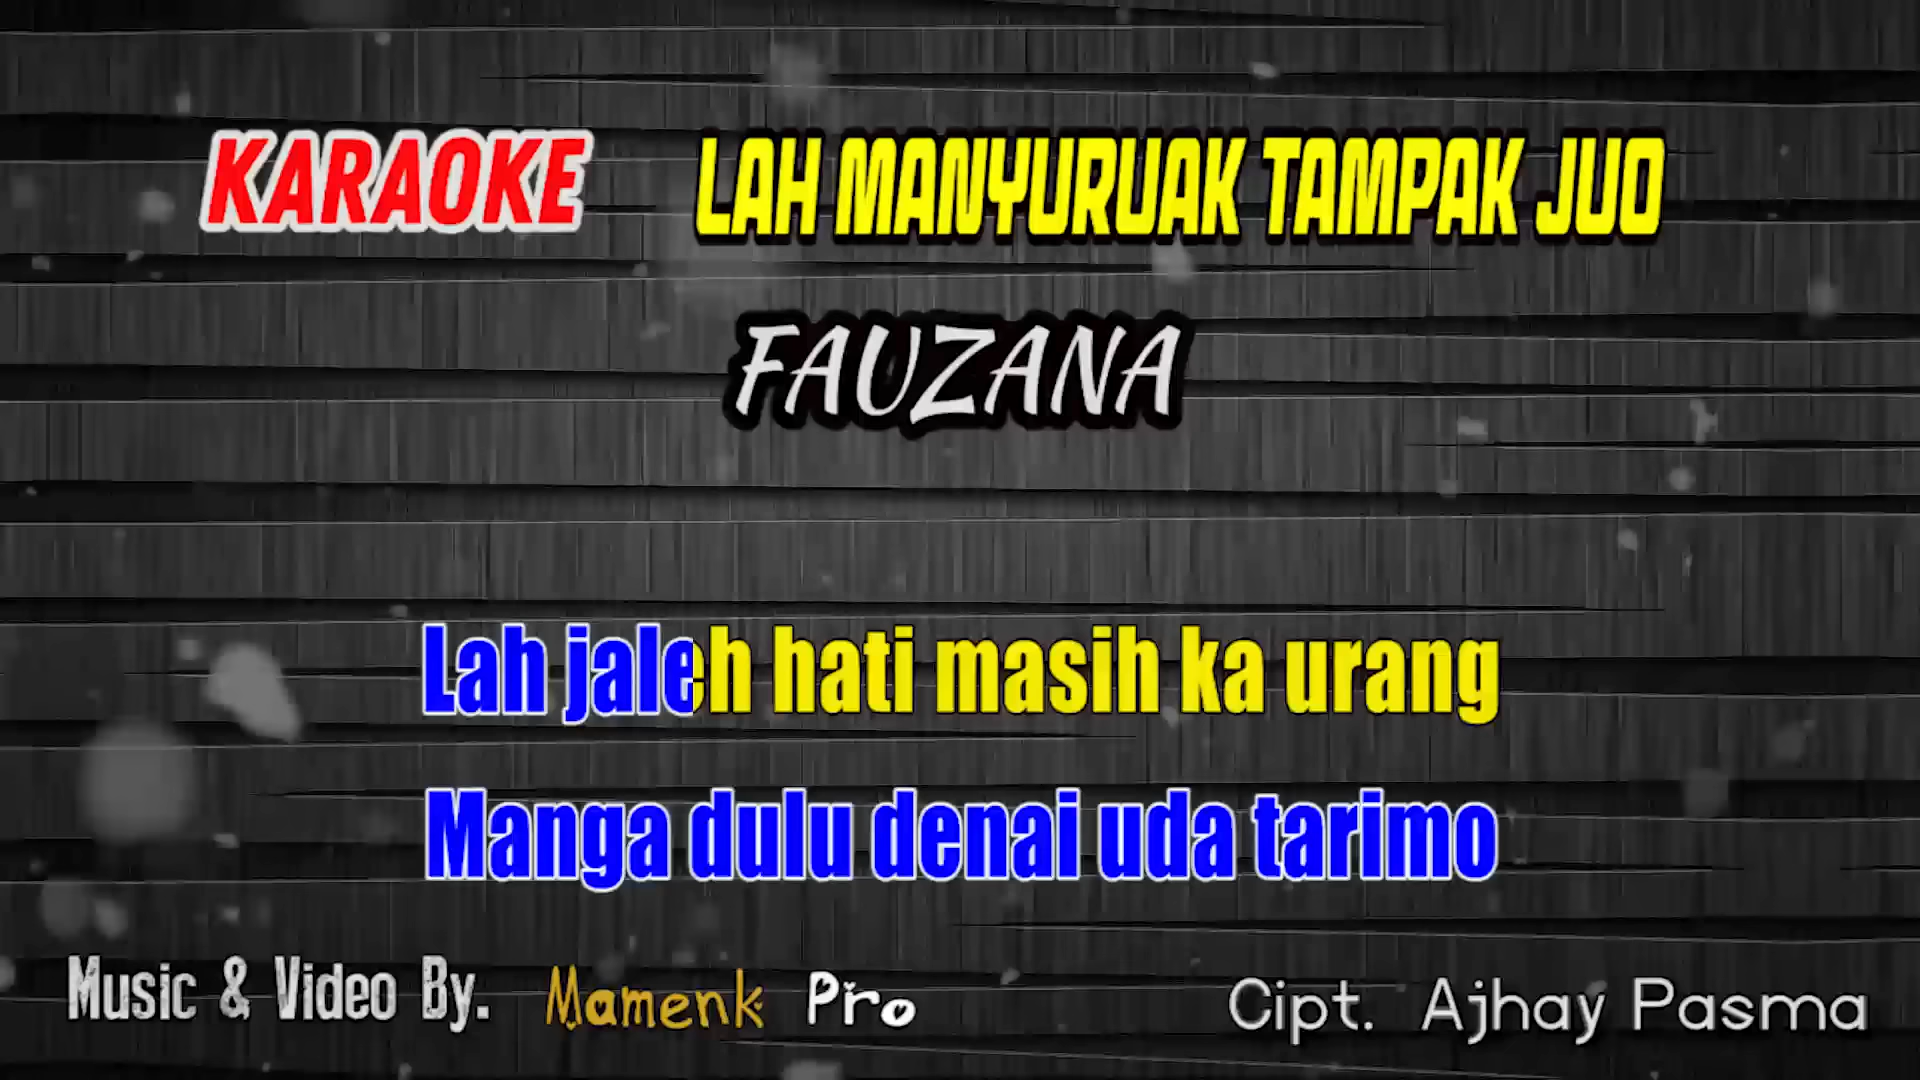 KARAOKE LAH MANYURUAK TAMPAK JUO
FAUZANA
Lah jaleh hati masih ka urang
Manga dulu denai uda tarimo
Music & Video By. Mamenk Pro Cipt. Ajhay Pasma